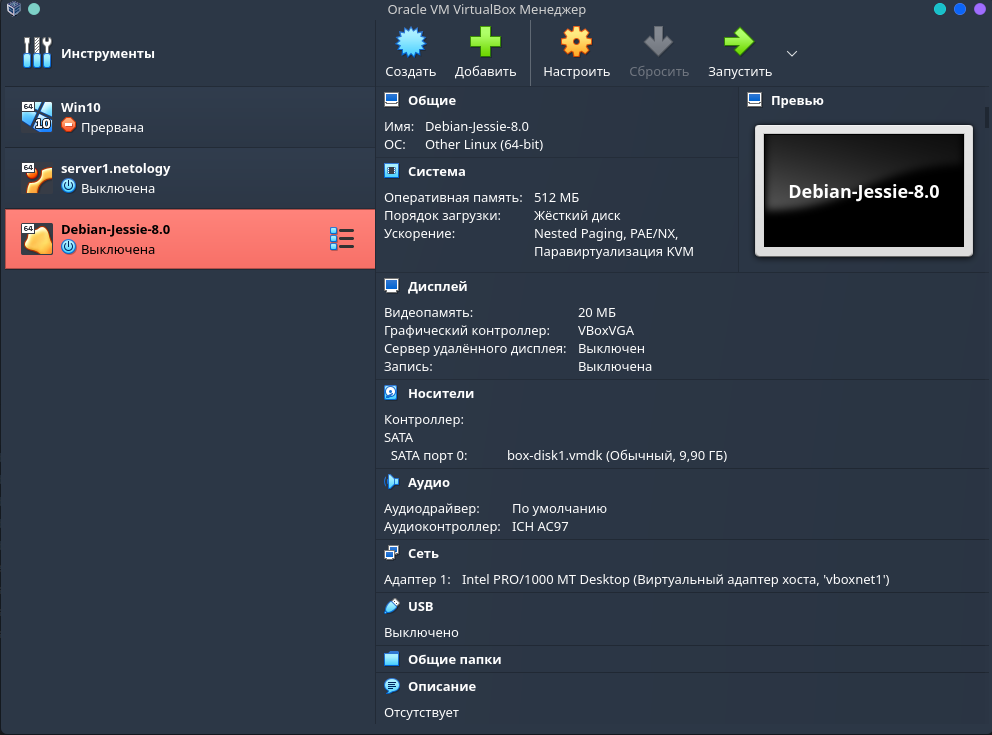 Oracle VM VirtualBox Менеджер
Инструменты
Создать
Добавить
Настроить
Сбросить
Запустить
64
10
Win10
Прервана
64
server1.netology
Выключена
64
Debian-Jessie-8.0
Выключена
Общие
Имя: Debian-Jessie-8.0
ОС: Other Linux (64-bit)
Превью
Debian-Jessie-8.0
Система
Оперативная память: 512 МБ
Порядок загрузки: Жёсткий диск
Ускорение: Nested Paging, PAE/NX,
Паравиртуализация KVM
Дисплей
Видеопамять: 20 МБ
Графический контроллер: VBoxVGA
Сервер удалённого дисплея: Выключен
Запись: Выключена
Носители
Контроллер:
SATA
SATA порт 0: box-disk1.vmdk (Обычный, 9,90 ГБ)
Аудио
Аудиодрайвер: По умолчанию
Аудиоконтроллер: ICH AC97
Сеть
Адаптер 1: Intel PRO/1000 MT Desktop (Виртуальный адаптер хоста, 'vboxnet1')
USB
Выключено
Общие папки
Описание
Отсутствует